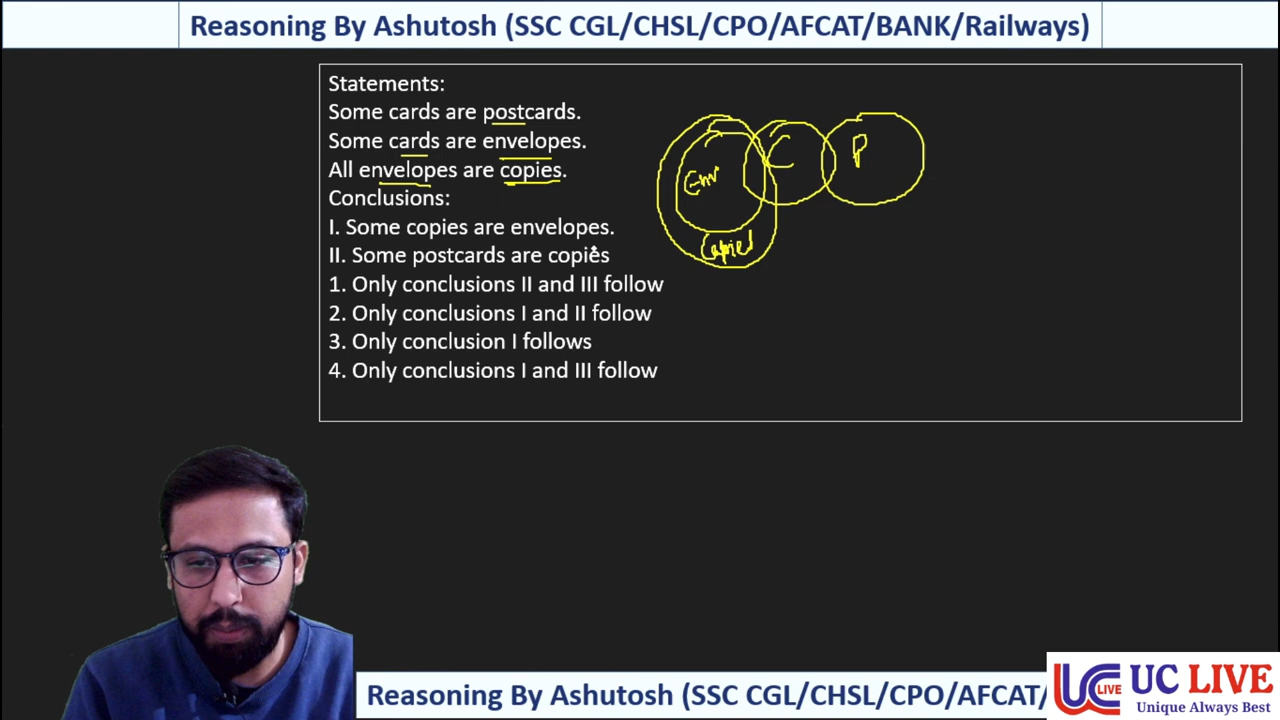 Reasoning By Ashutosh (SSC CGL/CHSL/CPO/AFCAT/BANK/Railways)
Statements:
Some cards are postcards.
Some cards are envelopes.
All envelopes are copies.
Conclusions:
I. Some copies are envelopes.
II. Some postcards are copies
1. Only conclusions II and III follow
2. Only conclusions I and II follow
3. Only conclusion I follows
4. Only conclusions I and III follow
Env C P
Copied
Reasoning By Ashutosh (SSC CGL/CHSL/CPO/AFCAT/
UC LIVE UC LIVE
Unique Always Best